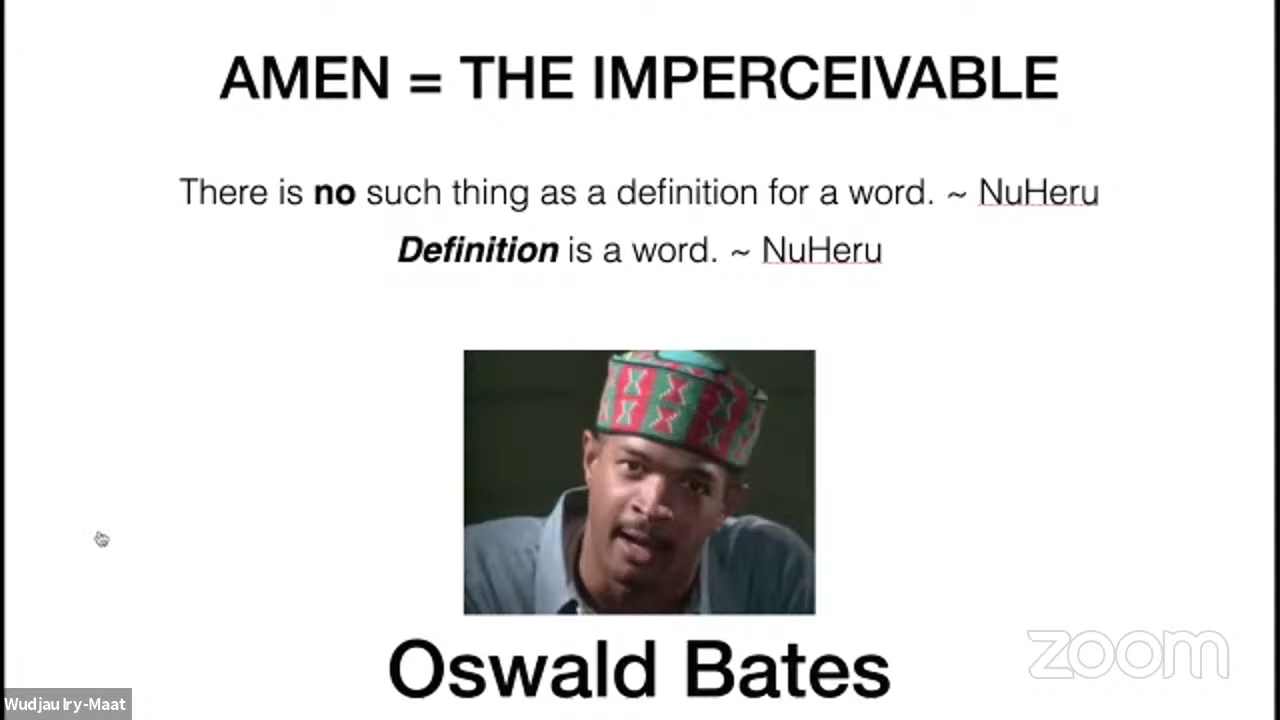 AMEN = THE IMPERCEIVABLE
There is no such thing as a definition for a word. ~ NuHeru
Definition is a word. ~ NuHeru
Oswald Bates
zoom
Wudjau Iry-Maat